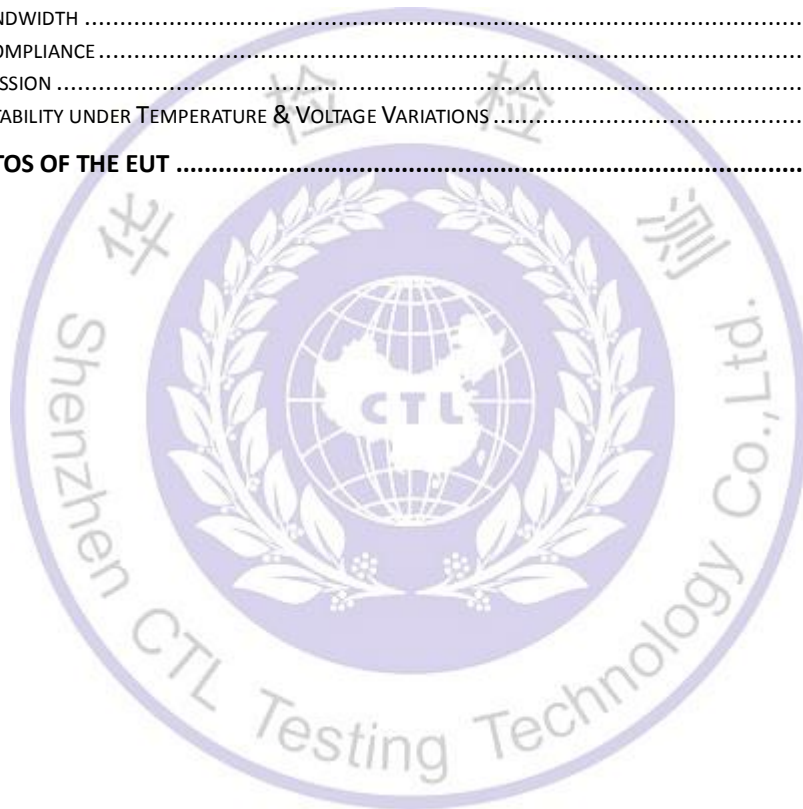 NDWIDTH ....................................................................................................
OMPLIANCE ..................................................................................................
SSION ......................................................................................................
TABILITY UNDER TEMPERATURE & VOLTAGE VARIATIONS .............................................
TOS OF THE EUT ..........................................................................................
华 检 检 测
Shenzhen CTL Testing Technology Co.,Ltd.
CTL